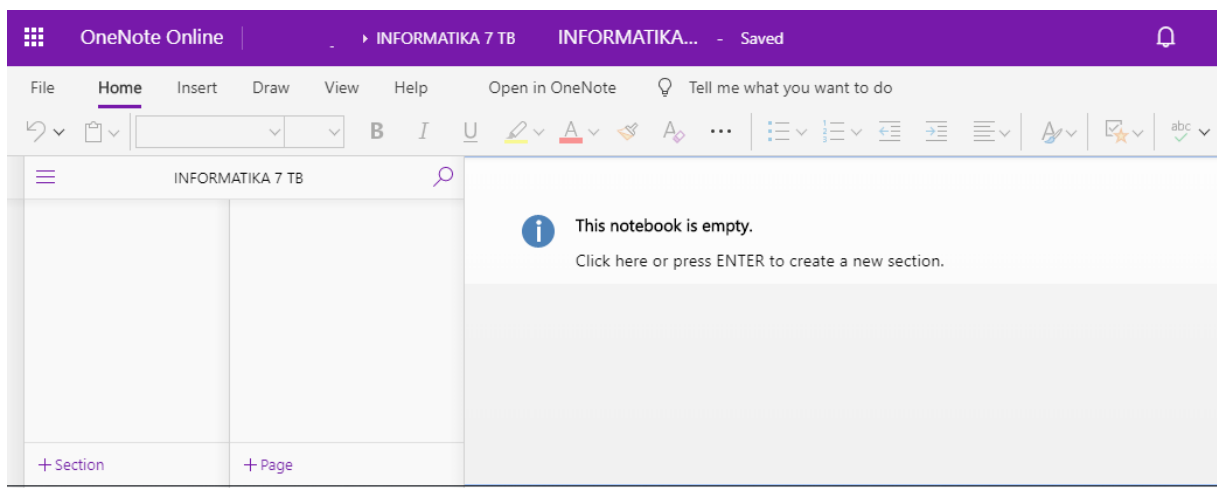 OneNote Online - ‣ INFORMATIKA 7 TB INFORMATIKA... - Saved
File Home Insert Draw View Help Open in OneNote Tell me what you want to do
B I U A A ... abc
INFORMATIKA 7 TB
This notebook is empty.
Click here or press ENTER to create a new section.
+ Section + Page